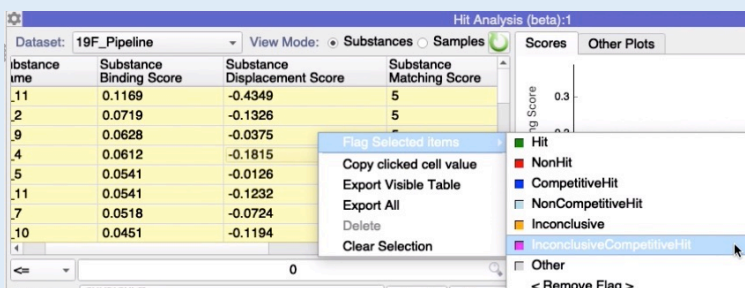 Hit Analysis (beta):1
Dataset: 19F_Pipeline View Mode: Substances Samples Scores Other Plots
Substance Substance Substance
Binding Score Displacement Score Matching Score
_11 0.1169 -0.4349 5
_2 0.0719 -0.1326 5
_9 0.0628 -0.0375
_4 0.0612 -0.1815
_5 0.0541 -0.0126
_11 0.0541 -0.1232
_7 0.0518 -0.0724
_10 0.0451 -0.1194
<= 0
Flag Selected items
Copy clicked cell value
Export Visible Table
Export All
Delete
Clear Selection
Hit
NonHit
CompetitiveHit
NonCompetitiveHit
Inconclusive
InconclusiveCompetitiveHit
Other
< Remove Flag >
0.3
Score